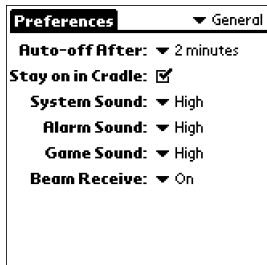 Preferences General
Auto-off After: 2 minutes
Stay on in Cradle:
System Sound: High
Alarm Sound: High
Game Sound: High
Beam Receive: On